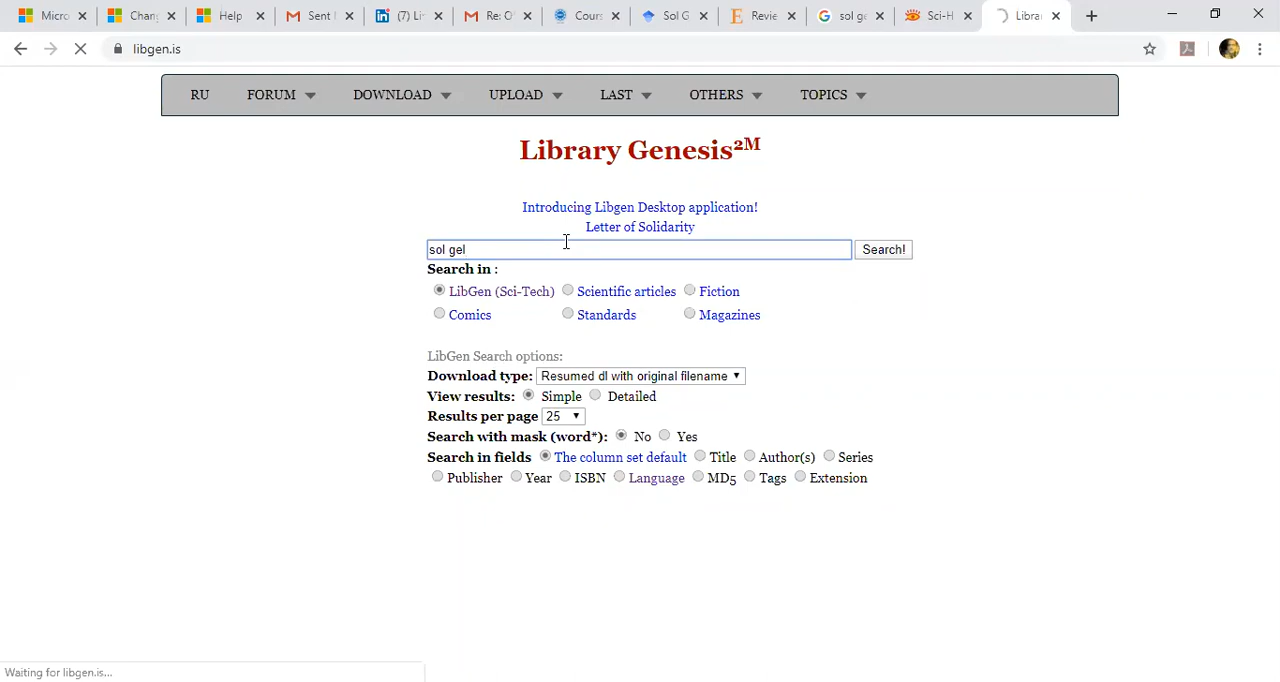 Micro Chan Help Sent I (7) Li Re: O Cours Sol G Revie sol ge Sci-H Libra
libgen.is
RU FORUM DOWNLOAD UPLOAD LAST OTHERS TOPICS
Library Genesis2M
Introducing Libgen Desktop application!
Letter of Solidarity
sol gel Search!
Search in :
LibGen (Sci-Tech) Scientific articles Fiction
Comics Standards Magazines
LibGen Search options:
Download type: Resumed dl with original filename
View results: Simple Detailed
Results per page 25
Search with mask (word*): No Yes
Search in fields The column set default Title Author(s) Series
Publisher Year ISBN Language MD5 Tags Extension
Waiting for libgen.is...